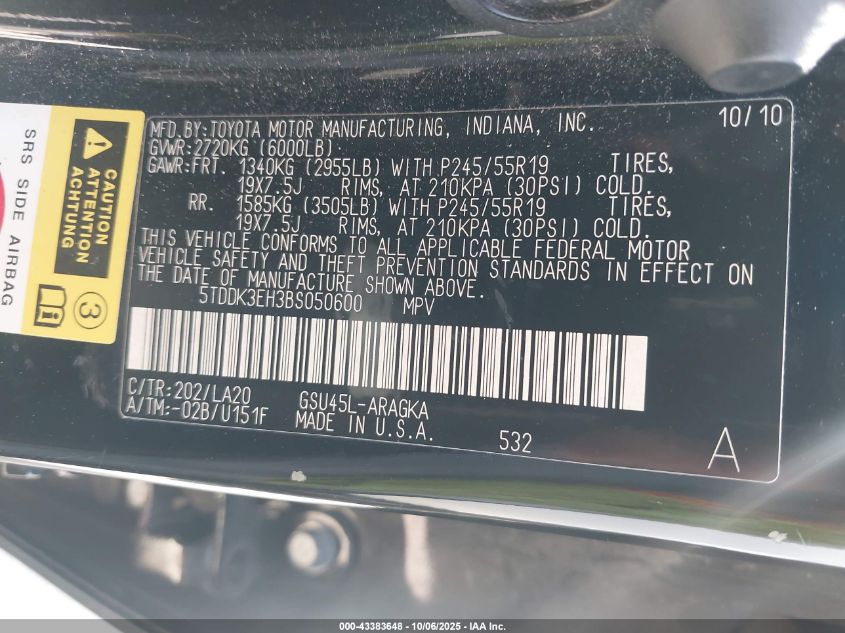 SRS SIDE AIRBAG
CAUTION
ATTENTION
ACHTUNG
3
MFD.BY:TOYOTA MOTOR MANUFACTURING, INDIANA, INC. 10/10
GVWR:2720KG (6000LB)
GAWR:FRT. 1340KG (2955LB) WITH P245/55R19 TIRES,
19X7.5J RIMS, AT 210KPA (30PSI) COLD.
RR. 1585KG (3505LB) WITH P245/55R19 TIRES,
19X7.5J RIMS, AT 210KPA (30PSI) COLD.
THIS VEHICLE CONFORMS TO ALL APPLICABLE FEDERAL MOTOR
VEHICLE SAFETY AND THEFT PREVENTION STANDARDS IN EFFECT ON
THE DATE OF MANUFACTURE SHOWN ABOVE.
5TDDK3EH3BS050600 MPV
C/TR:202/LA20 GSU45L-ARAGKA
A/TM:-02B/U151F MADE IN U.S.A. 532 A
000-43383648 - 10/06/2025 - IAA Inc.